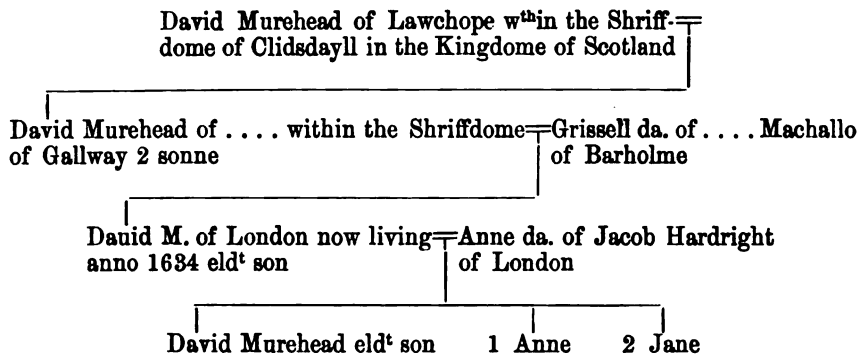 David Murehead of Lawchope wᵗʰin the Shriff-
dome of Clidsdayll in the Kingdome of Scotland
David Murehead of .... within the Shriffdome
of Gallway 2 sonne
Grissell da. of .... Machallo
of Barholme
Dauid M. of London now living
anno 1634 eldᵗ son
Anne da. of Jacob Hardright
of London
David Murehead eldᵗ son
1 Anne
2 Jane